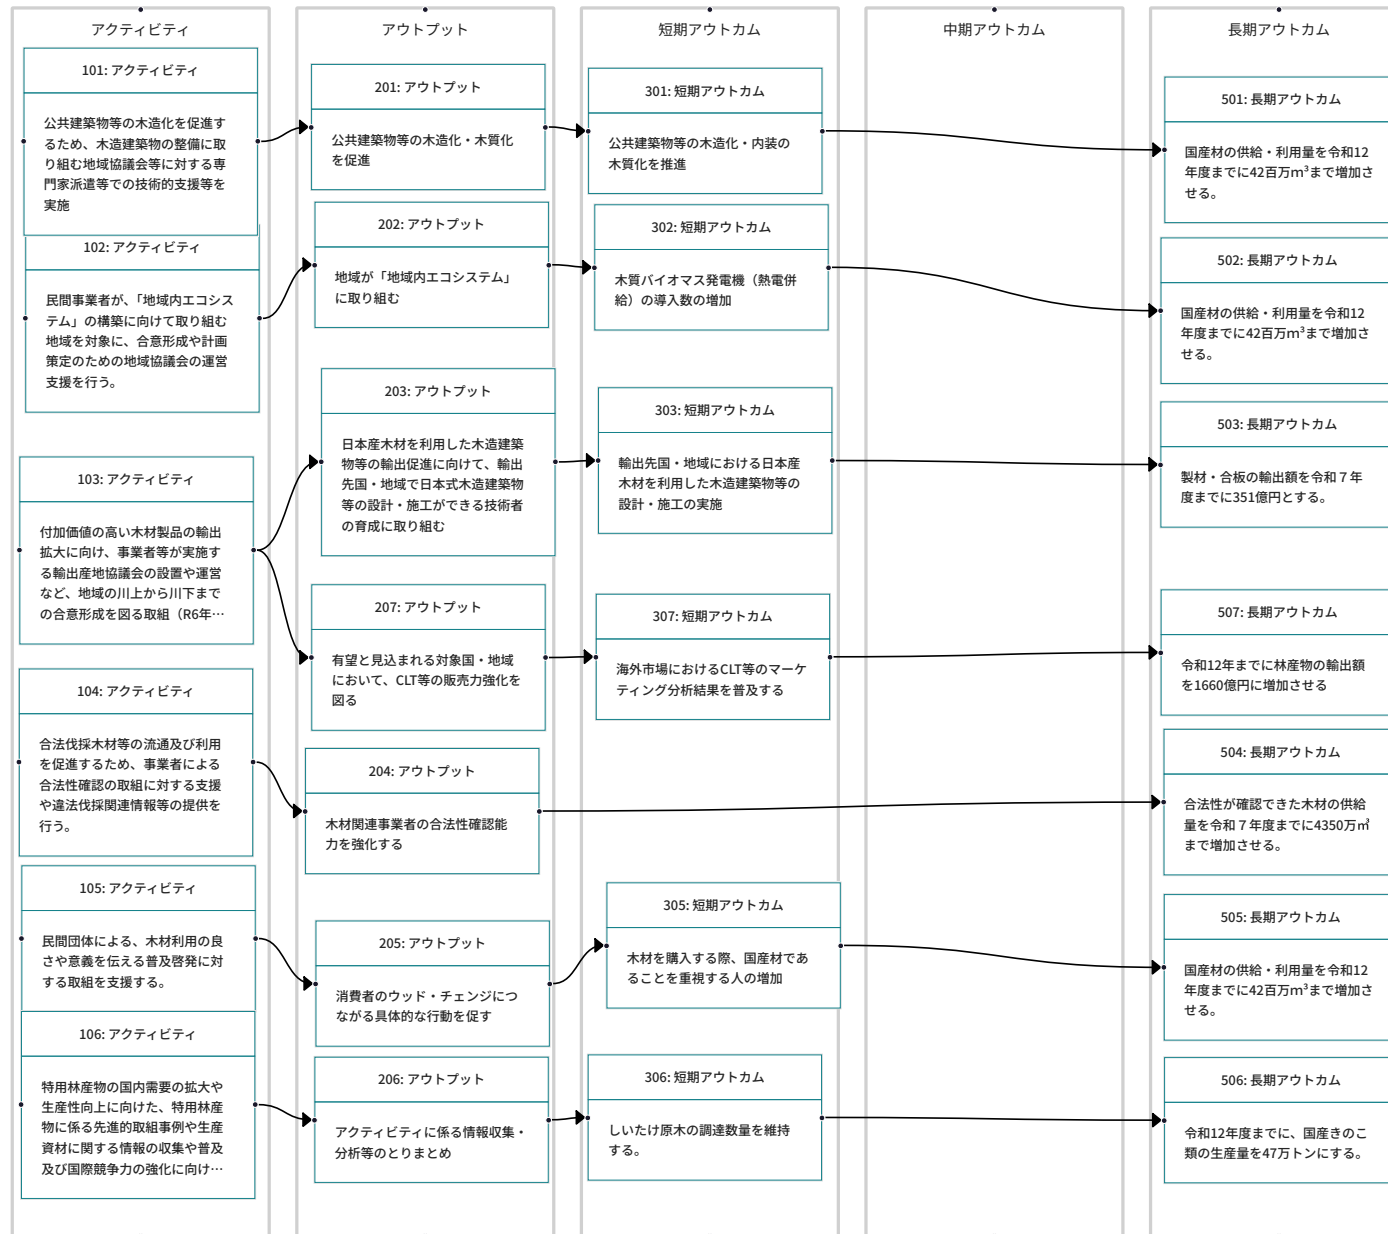 アクティビティ
101: アクティビティ
公共建築物等の木造化を促進す
るため、木造建築物の整備に取
り組む地域協議会等に対する専
門家派遣等での技術的支援等を
実施
102: アクティビティ
民間事業者が、「地域内エコシス
テム」の構築に向けて取り組む
地域を対象に、合意形成や計画
策定のための地域協議会の運営
支援を行う。
103: アクティビティ
付加価値の高い木材製品の輸出
拡大に向け、事業者等が実施す
る輸出産地協議会の設置や運営
など、地域の川上から川下まで
の合意形成を図る取組（R6年…
104: アクティビティ
合法伐採木材等の流通及び利用
を促進するため、事業者による
合法性確認の取組に対する支援
や違法伐採関連情報等の提供を
行う。
105: アクティビティ
民間団体による、木材利用の良
さや意義を伝える普及啓発に対
する取組を支援する。
106: アクティビティ
特用林産物の国内需要の拡大や
生産性向上に向けた、特用林産
物に係る先進的取組事例や生産
資材に関する情報の収集や普及
及び国際競争力の強化に向け…
アウトプット
201: アウトプット
公共建築物等の木造化・木質化
を促進
202: アウトプット
地域が「地域内エコシステム」
に取り組む
203: アウトプット
日本産木材を利用した木造建築
物等の輸出促進に向けて、輸出
先国・地域で日本式木造建築物
等の設計・施工ができる技術者
の育成に取り組む
207: アウトプット
有望と見込まれる対象国・地域
において、CLT等の販売力強化を
図る
204: アウトプット
木材関連事業者の合法性確認能
力を強化する
205: アウトプット
消費者のウッド・チェンジにつ
ながる具体的な行動を促す
206: アウトプット
アクティビティに係る情報収集・
分析等のとりまとめ
短期アウトカム
301: 短期アウトカム
公共建築物等の木造化・内装の
木質化を推進
302: 短期アウトカム
木質バイオマス発電機（熱電併
給）の導入数の増加
303: 短期アウトカム
輸出先国・地域における日本産
木材を利用した木造建築物等の
設計・施工の実施
307: 短期アウトカム
海外市場におけるCLT等のマーケ
ティング分析結果を普及する
305: 短期アウトカム
木材を購入する際、国産材であ
ることを重視する人の増加
306: 短期アウトカム
しいたけ原木の調達数量を維持
する。
中期アウトカム
長期アウトカム
501: 長期アウトカム
国産材の供給・利用量を令和12
年度までに42百万m³まで増加さ
せる。
502: 長期アウトカム
国産材の供給・利用量を令和12
年度までに42百万m³まで増加さ
せる。
503: 長期アウトカム
製材・合板の輸出額を令和７年
度までに351億円とする。
507: 長期アウトカム
令和12年までに林産物の輸出額
を1660億円に増加させる
504: 長期アウトカム
合法性が確認できた木材の供給
量を令和７年度までに4350万㎥
まで増加させる。
505: 長期アウトカム
国産材の供給・利用量を令和12
年度までに42百万m³まで増加さ
せる。
506: 長期アウトカム
令和12年度までに、国産きのこ
類の生産量を47万トンにする。